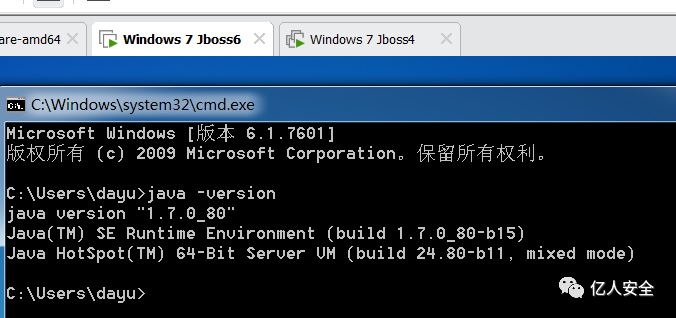 are-amd64
Windows 7 Jboss6
Windows 7 Jboss4
C:\Windows\system32\cmd.exe
Microsoft Windows [版本 6.1.7601]
版权所有 (c) 2009 Microsoft Corporation。保留所有权利。
C:\Users\dayu>java -version
java version "1.7.0_80"
Java(TM) SE Runtime Environment (build 1.7.0_80-b15)
Java HotSpot(TM) 64-Bit Server VM (build 24.80-b11, mixed mode)
C:\Users\dayu>
亿人安全